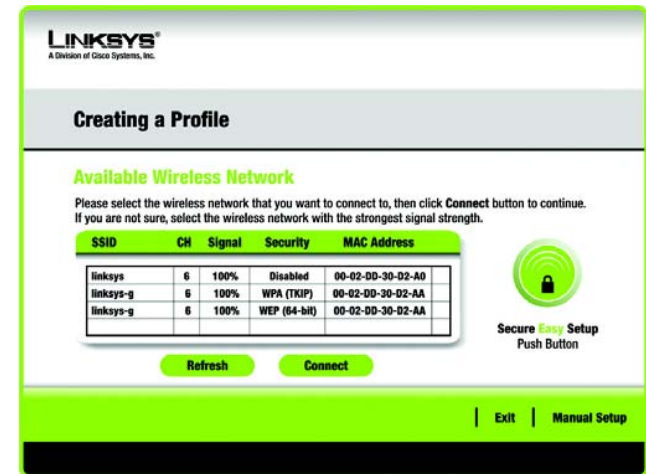 LINKSYS®
A Division of Cisco Systems, Inc.
Creating a Profile
Available Wireless Network
Please select the wireless network that you want to connect to, then click Connect button to continue.
If you are not sure, select the wireless network with the strongest signal strength.
SSID CH Signal Security MAC Address
linksys 6 100% Disabled 00-02-DD-30-D2-A0
linksys-g 6 100% WPA (TKIP) 00-02-DD-30-D2-AA
linksys-g 6 100% WEP (64-bit) 00-02-DD-30-D2-AA
Secure Easy Setup
Push Button
Refresh Connect
Exit Manual Setup